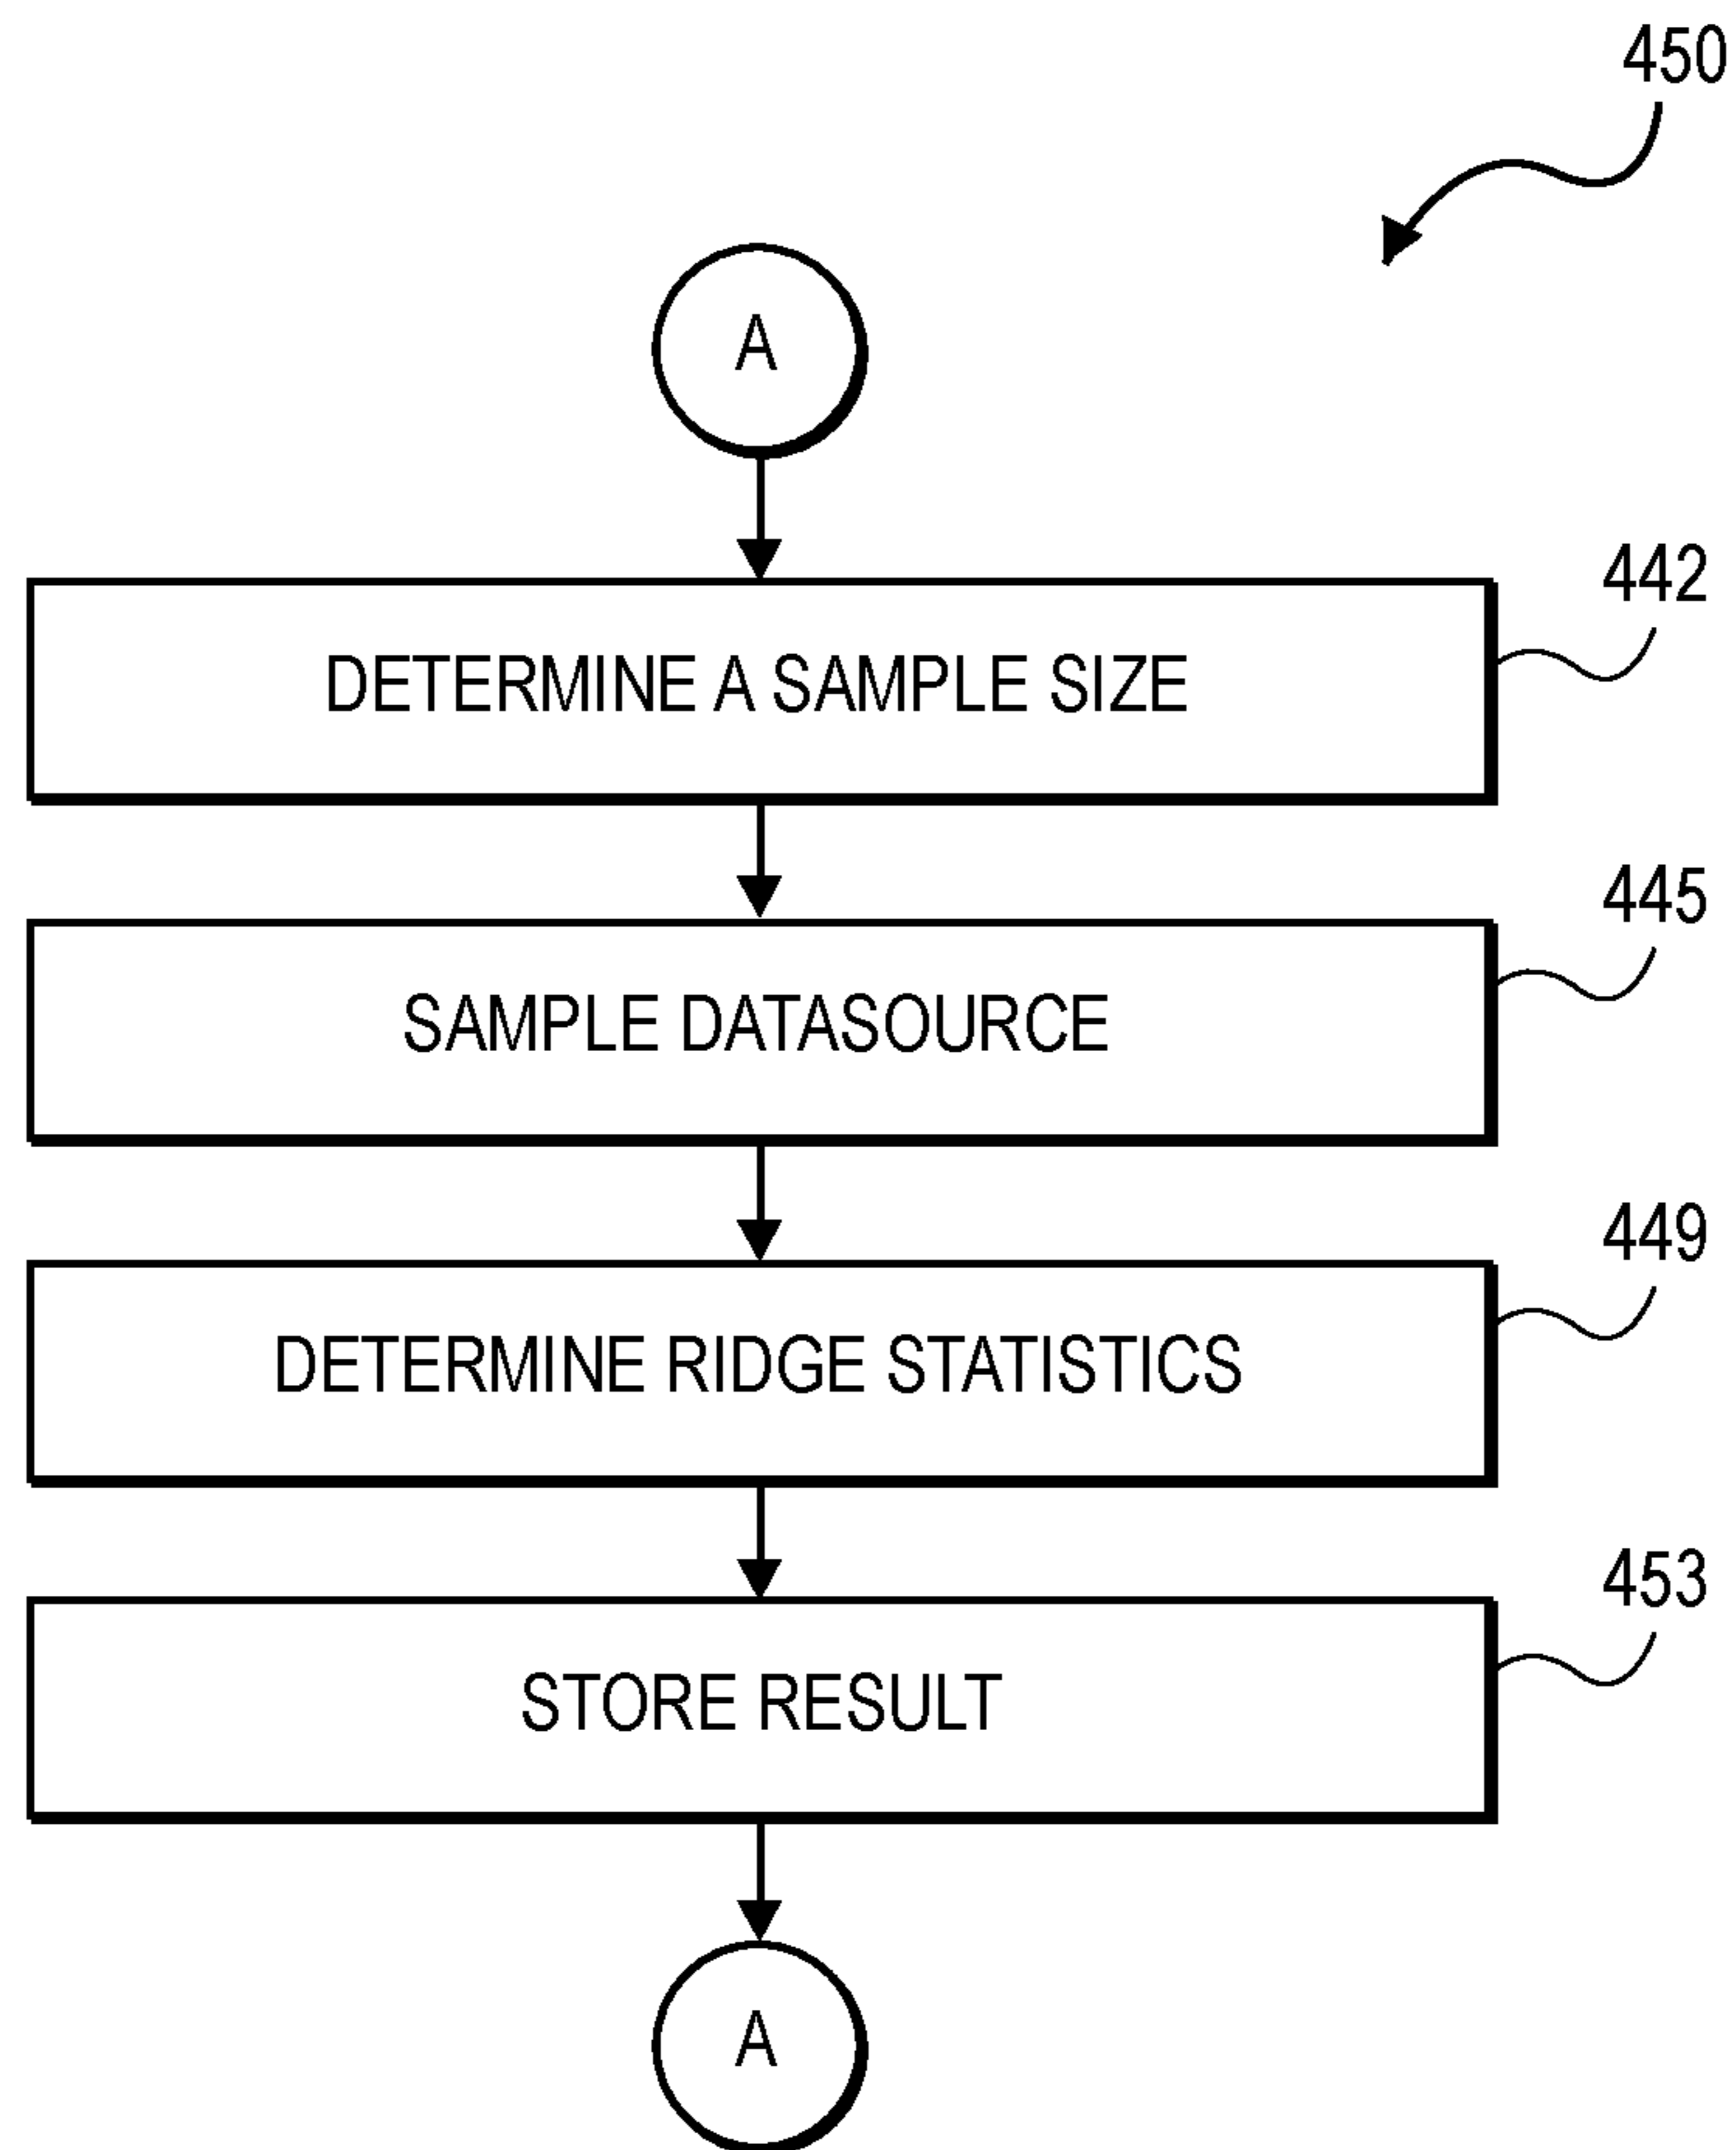 450
A
442
DETERMINE A SAMPLE SIZE
445
SAMPLE DATASOURCE
449
DETERMINE RIDGE STATISTICS
453
STORE RESULT
A